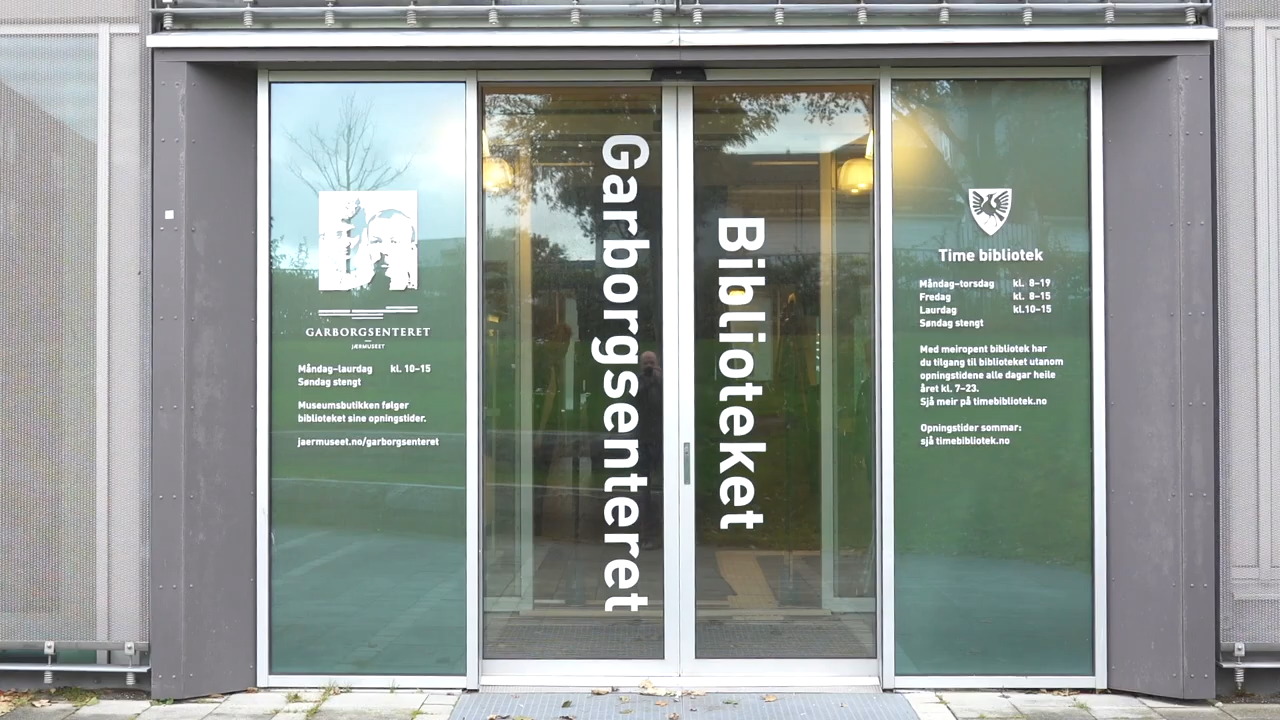 GARBORGSENTERET
JÆRMUSEET
Måndag-laurdag kl. 10-15
Søndag stengt
Museumsbutikken følger
biblioteket sine opningstider.
jaermuseet.no/garborgsenteret
Garborgsenteret
Biblioteket
Time bibliotek
Måndag-torsdag kl. 8-19
Fredag kl. 8-15
Laurdag kl.10-15
Søndag stengt
Med meiropent bibliotek har
du tilgang til biblioteket utanom
opningstidene alle dagar heile
året kl. 7-23.
Sjå meir på timebibliotek.no
Opningstider sommar:
sjå timebibliotek.no